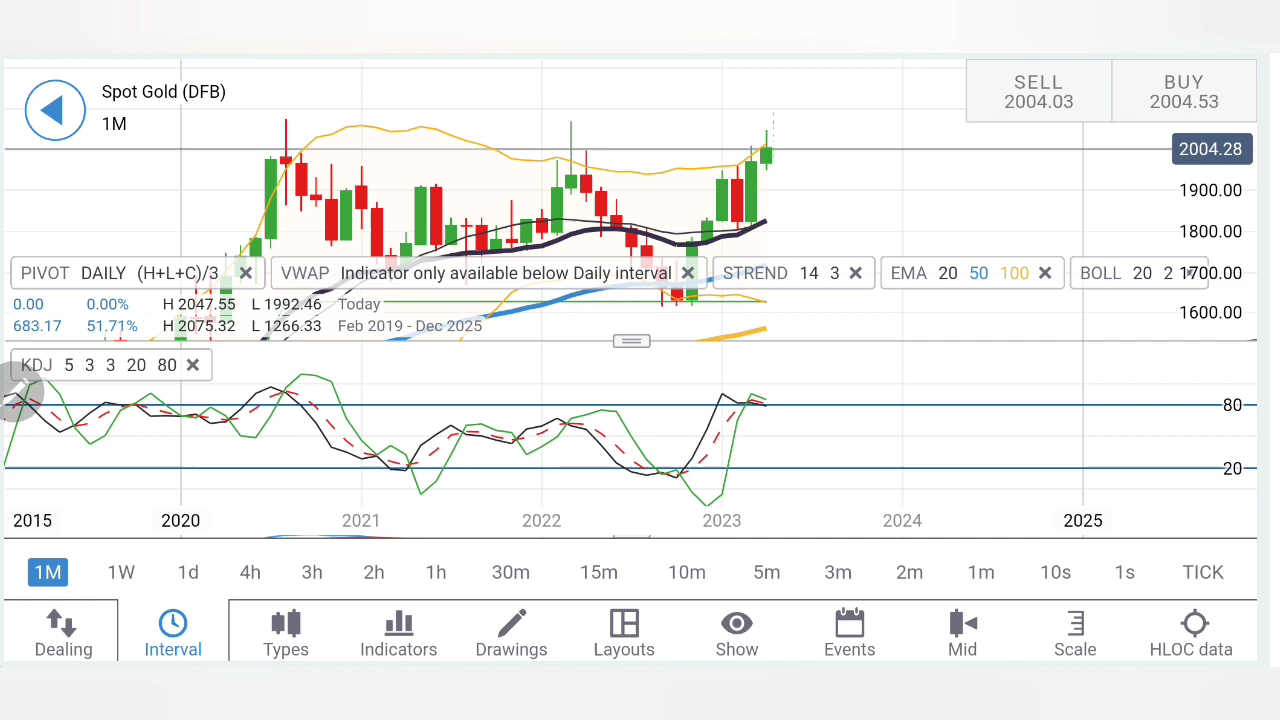 Spot Gold (DFB)
1M
SELL
2004.03
BUY
2004.53
2004.28
1900.00
1800.00
1700.00
1600.00
PIVOT DAILY (H+L+C)/3
VWAP Indicator only available below Daily interval
STREND 14 3
EMA 20 50 100
BOLL 20 2
0.00 0.00% H 2047.55 L 1992.46 Today
683.17 51.71% H 2075.32 L 1266.33 Feb 2019 - Dec 2025
KDJ 5 3 3 20 80
80
20
2015 2020 2021 2022 2023 2024 2025
1M 1W 1d 4h 3h 2h 1h 30m 15m 10m 5m 3m 2m 1m 10s 1s TICK
Dealing Interval Types Indicators Drawings Layouts Show Events Mid Scale HLOC data